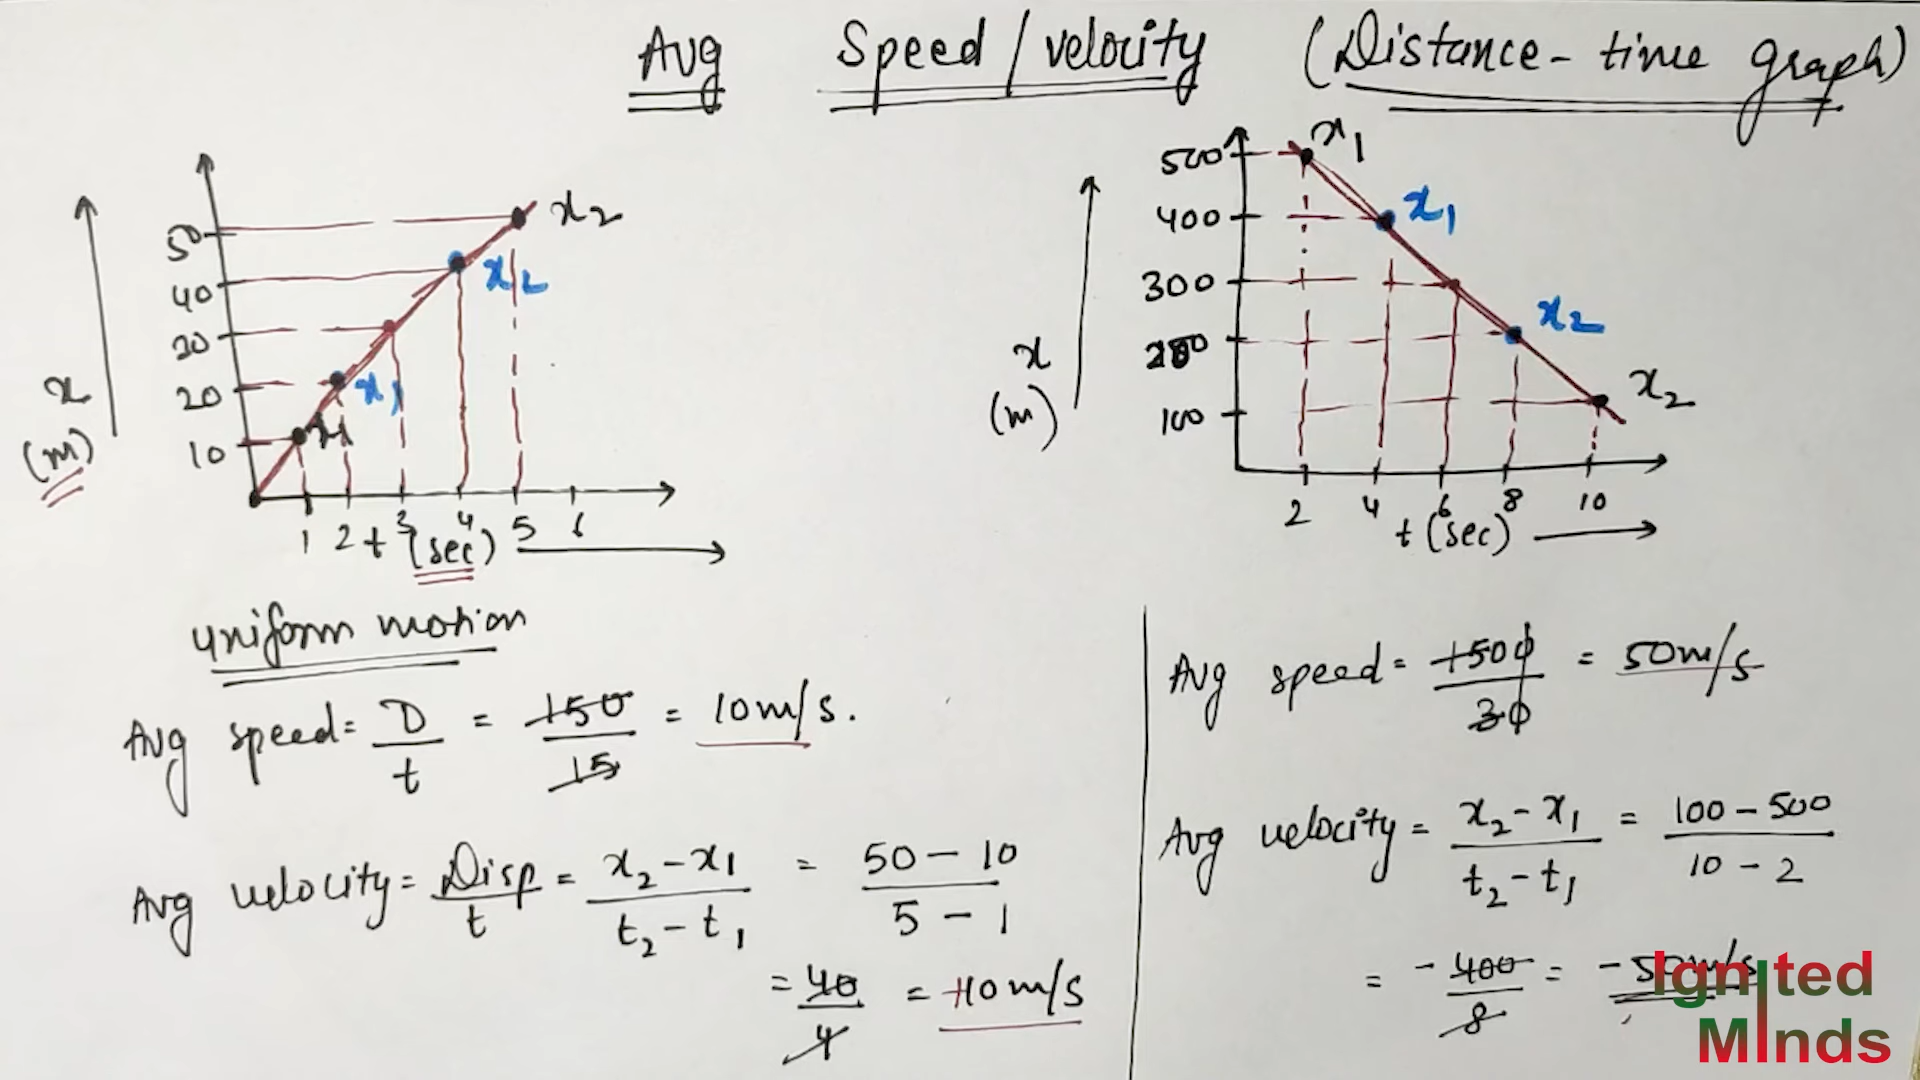 Avg Speed / velocity (Distance - time graph)
x (m)
50
40
30
20
10
x2
x2
x1
x1
1 2 3 4 5 6
t (sec)
x (m)
500
400
300
200
100
x1
x1
x2
x2
2 4 6 8 10
t (sec)
uniform motion
Avg speed = D/t = 150/15 = 10 m/s.
Avg velocity = Disp/t = x2 - x1 / t2 - t1 = 50 - 10 / 5 - 1
= 40/4 = +10 m/s
Avg speed = 1500/30 = 50 m/s
Avg velocity = x2 - x1 / t2 - t1 = 100 - 500 / 10 - 2
= -400/8 = -50 m/s
Ignited
Minds